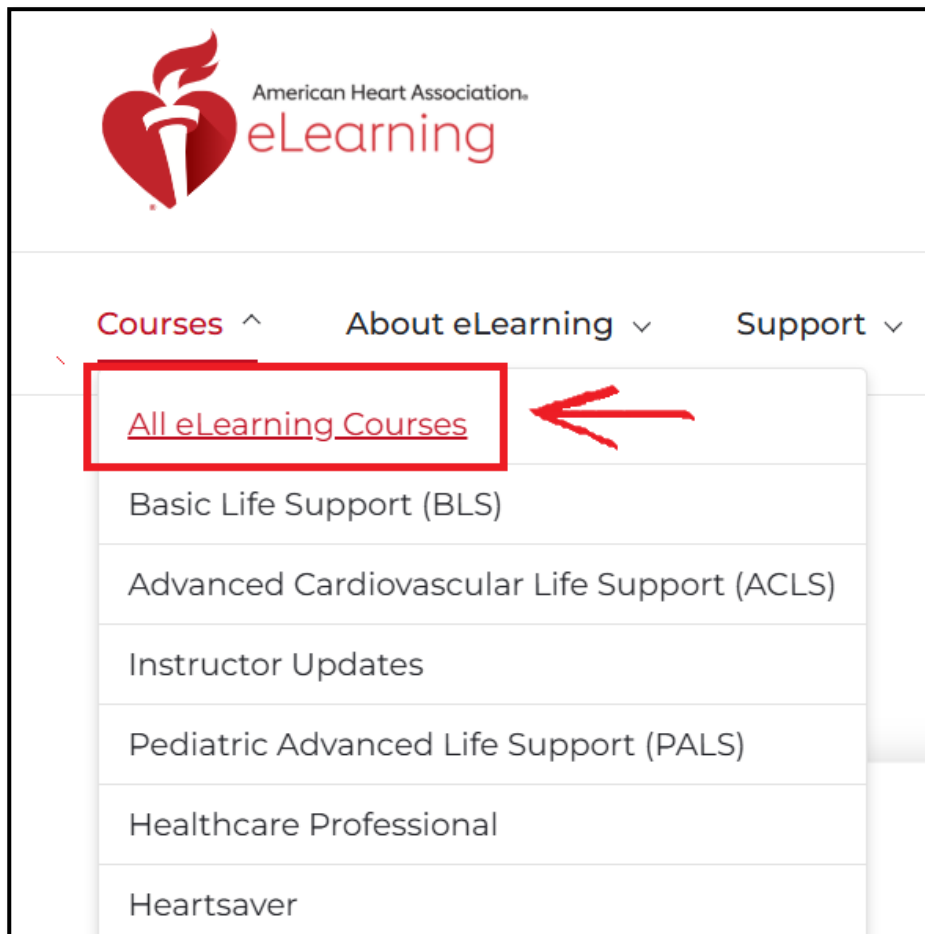 American Heart Association®
eLearning
Courses About eLearning Support
All eLearning Courses
Basic Life Support (BLS)
Advanced Cardiovascular Life Support (ACLS)
Instructor Updates
Pediatric Advanced Life Support (PALS)
Healthcare Professional
Heartsaver